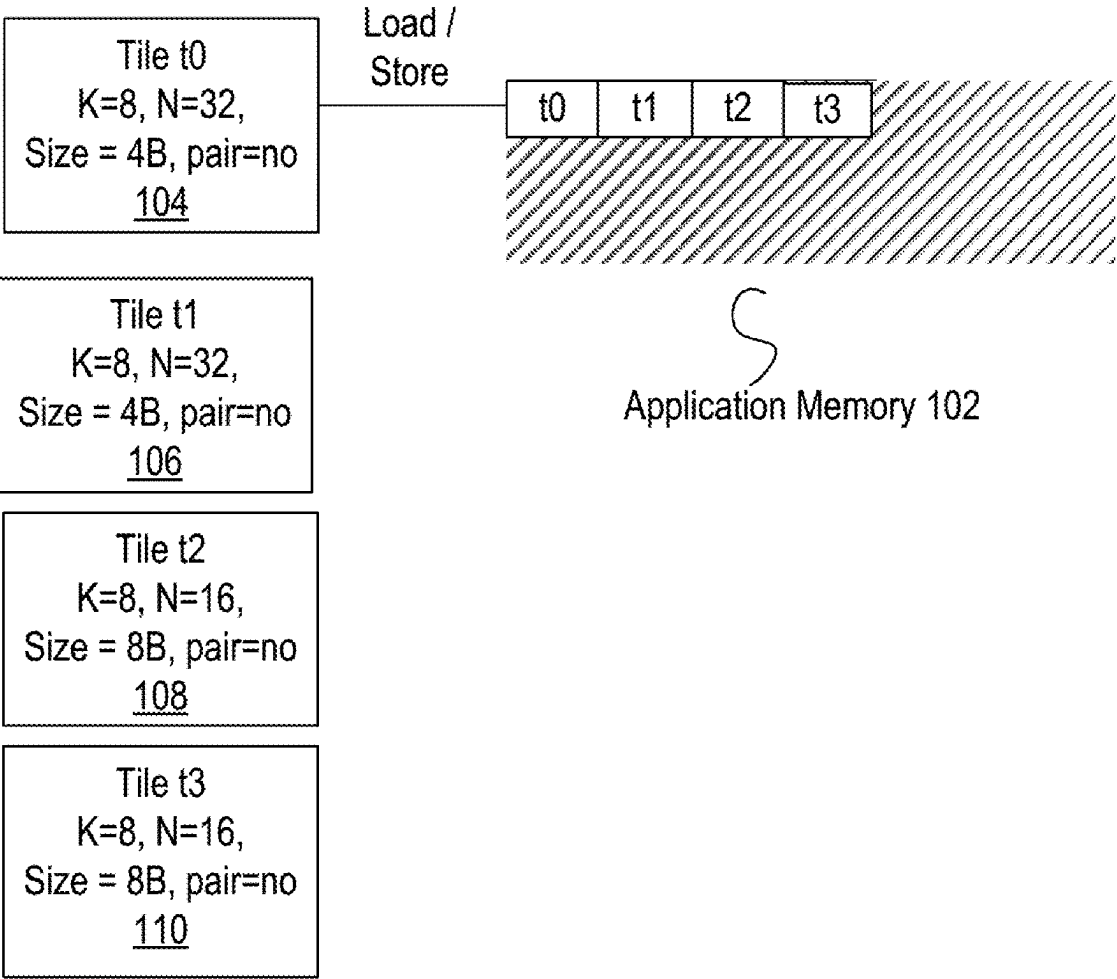 Tile t0
K=8, N=32,
Size = 4B, pair=no
104
Load /
Store
t0 t1 t2 t3
Application Memory 102
Tile t1
K=8, N=32,
Size = 4B, pair=no
106
Tile t2
K=8, N=16,
Size = 8B, pair=no
108
Tile t3
K=8, N=16,
Size = 8B, pair=no
110